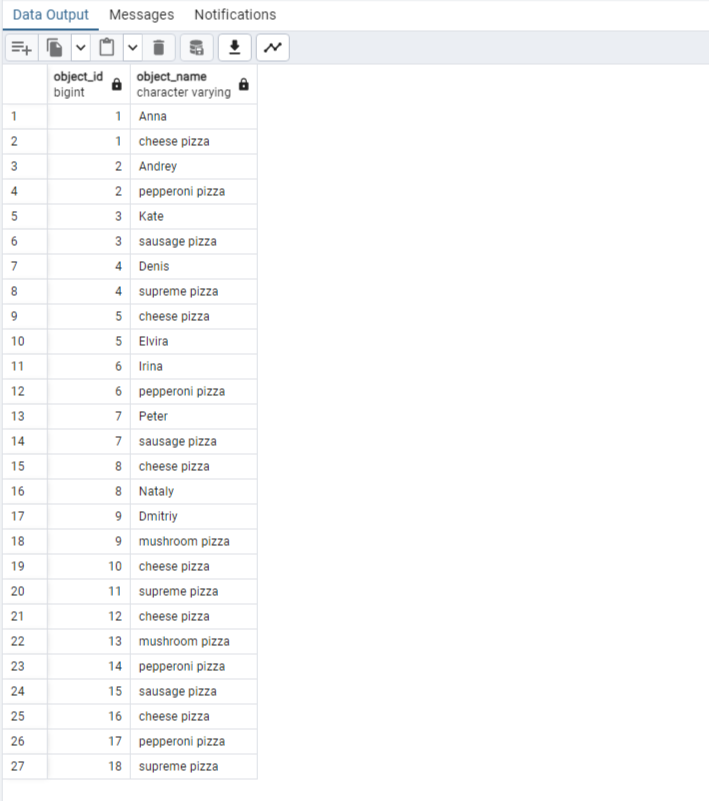 Data Output Messages Notifications
object_id object_name
bigint character varying
1 1 Anna
2 1 cheese pizza
3 2 Andrey
4 2 pepperoni pizza
5 3 Kate
6 3 sausage pizza
7 4 Denis
8 4 supreme pizza
9 5 cheese pizza
10 5 Elvira
11 6 Irina
12 6 pepperoni pizza
13 7 Peter
14 7 sausage pizza
15 8 cheese pizza
16 8 Nataly
17 9 Dmitriy
18 9 mushroom pizza
19 10 cheese pizza
20 11 supreme pizza
21 12 cheese pizza
22 13 mushroom pizza
23 14 pepperoni pizza
24 15 sausage pizza
25 16 cheese pizza
26 17 pepperoni pizza
27 18 supreme pizza